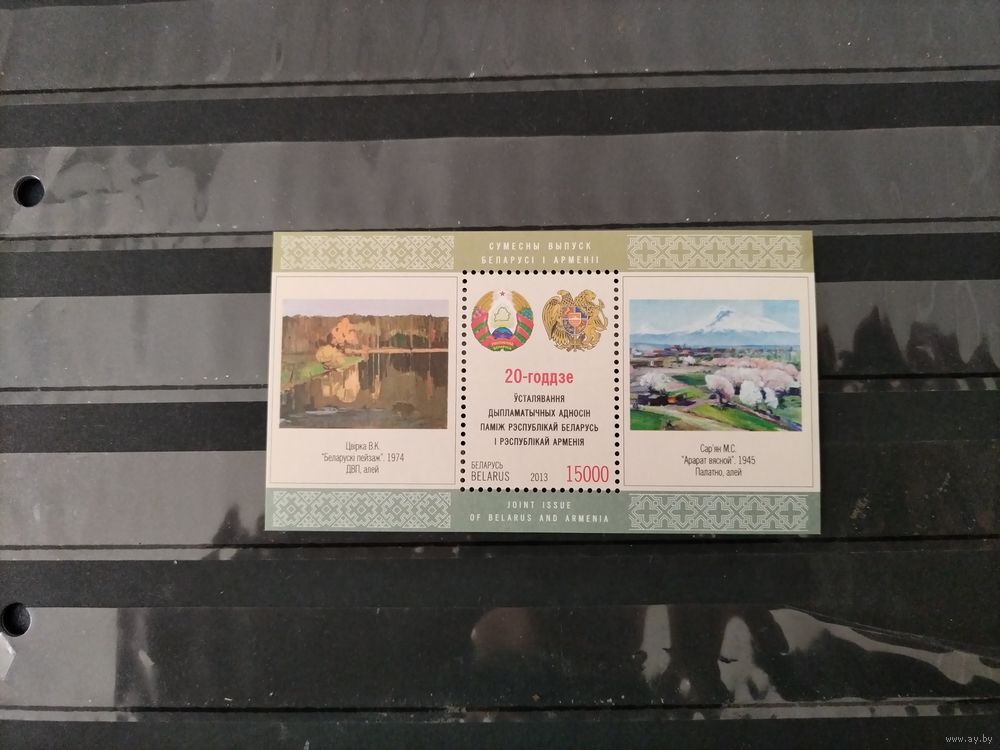 СУМЕСНЫ ВЫПУСК
БЕЛАРУСІ І АРМЕНІІ
20-годдзе
ЎСТАЛЯВАННЯ
ДЫПЛАМАТЫЧНЫХ АДНОСІН
ПАМІЖ РЭСПУБЛІКАЙ БЕЛАРУСЬ
І РЭСПУБЛІКАЙ АРМЕНІЯ
Цвірка В.К.
"Беларускі пейзаж". 1974
ДВП, алей
БЕЛАРУСЬ
BELARUS 2013 15000
Сар'ян М.С.
"Арарат вясной". 1945
Палатно, алей
JOINT ISSUE
OF BELARUS AND ARMENIA
www.ay.by